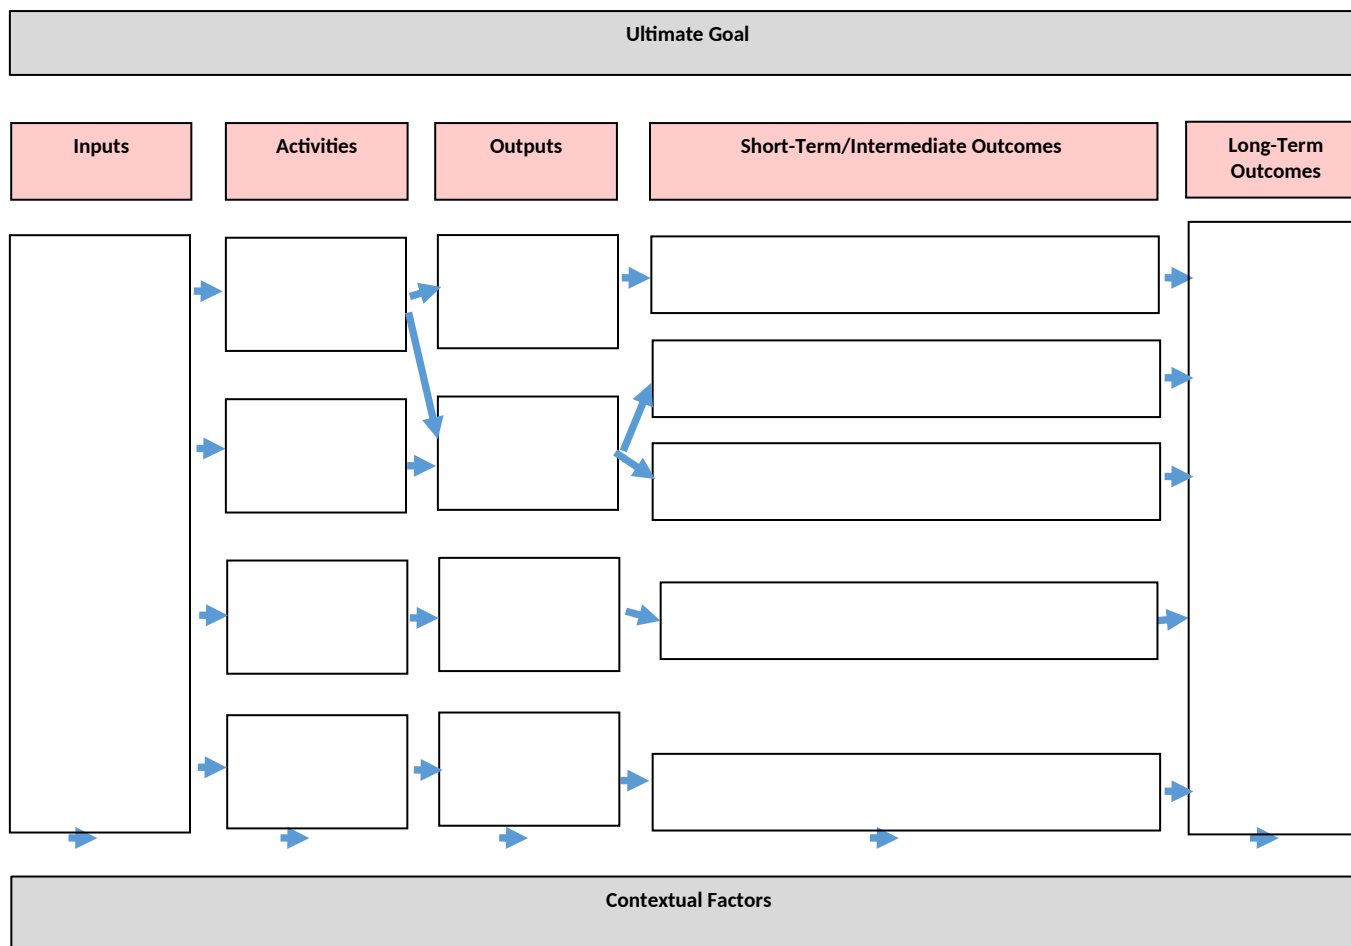 Ultimate Goal
Inputs
Activities
Outputs
Short-Term/Intermediate Outcomes
Long-Term
Outcomes
Contextual Factors